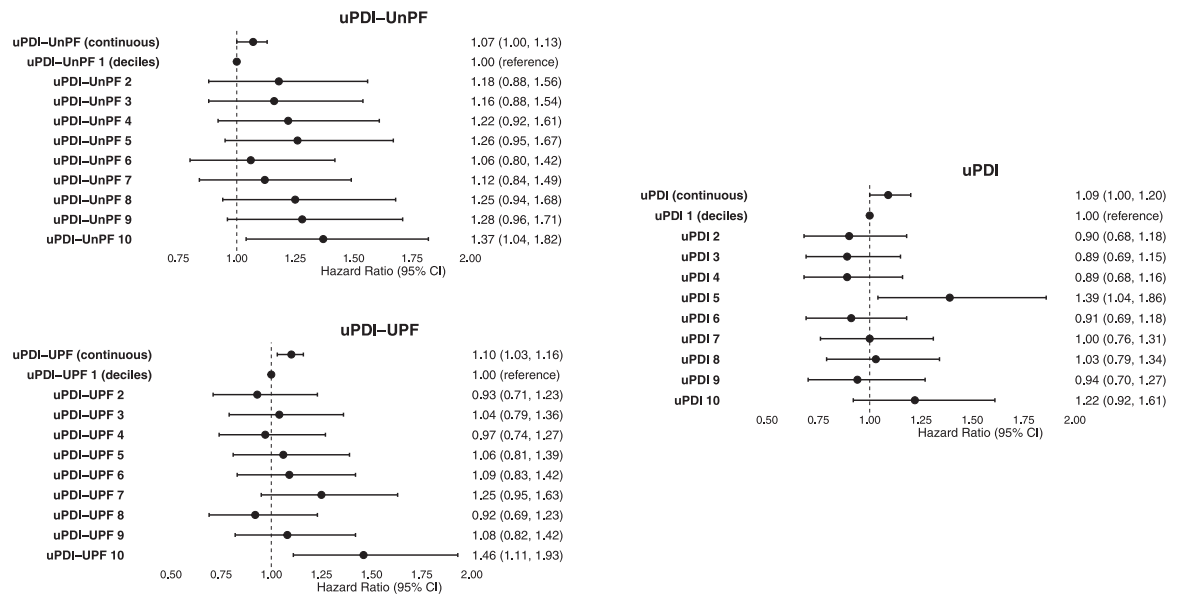 uPDI–UnPF
uPDI–UnPF (continuous) 1.07 (1.00, 1.13)
uPDI–UnPF 1 (deciles) 1.00 (reference)
uPDI–UnPF 2 1.18 (0.88, 1.56)
uPDI–UnPF 3 1.16 (0.88, 1.54)
uPDI–UnPF 4 1.22 (0.92, 1.61)
uPDI–UnPF 5 1.26 (0.95, 1.67)
uPDI–UnPF 6 1.06 (0.80, 1.42)
uPDI–UnPF 7 1.12 (0.84, 1.49)
uPDI–UnPF 8 1.25 (0.94, 1.68)
uPDI–UnPF 9 1.28 (0.96, 1.71)
uPDI–UnPF 10 1.37 (1.04, 1.82)
0.75 1.00 1.25 1.50 1.75 2.00
Hazard Ratio (95% CI)
uPDI–UPF
uPDI–UPF (continuous) 1.10 (1.03, 1.16)
uPDI–UPF 1 (deciles) 1.00 (reference)
uPDI–UPF 2 0.93 (0.71, 1.23)
uPDI–UPF 3 1.04 (0.79, 1.36)
uPDI–UPF 4 0.97 (0.74, 1.27)
uPDI–UPF 5 1.06 (0.81, 1.39)
uPDI–UPF 6 1.09 (0.83, 1.42)
uPDI–UPF 7 1.25 (0.95, 1.63)
uPDI–UPF 8 0.92 (0.69, 1.23)
uPDI–UPF 9 1.08 (0.82, 1.42)
uPDI–UPF 10 1.46 (1.11, 1.93)
0.50 0.75 1.00 1.25 1.50 1.75 2.00
Hazard Ratio (95% CI)
uPDI
uPDI (continuous) 1.09 (1.00, 1.20)
uPDI 1 (deciles) 1.00 (reference)
uPDI 2 0.90 (0.68, 1.18)
uPDI 3 0.89 (0.69, 1.15)
uPDI 4 0.89 (0.68, 1.16)
uPDI 5 1.39 (1.04, 1.86)
uPDI 6 0.91 (0.69, 1.18)
uPDI 7 1.00 (0.76, 1.31)
uPDI 8 1.03 (0.79, 1.34)
uPDI 9 0.94 (0.70, 1.27)
uPDI 10 1.22 (0.92, 1.61)
0.50 0.75 1.00 1.25 1.50 1.75 2.00
Hazard Ratio (95% CI)